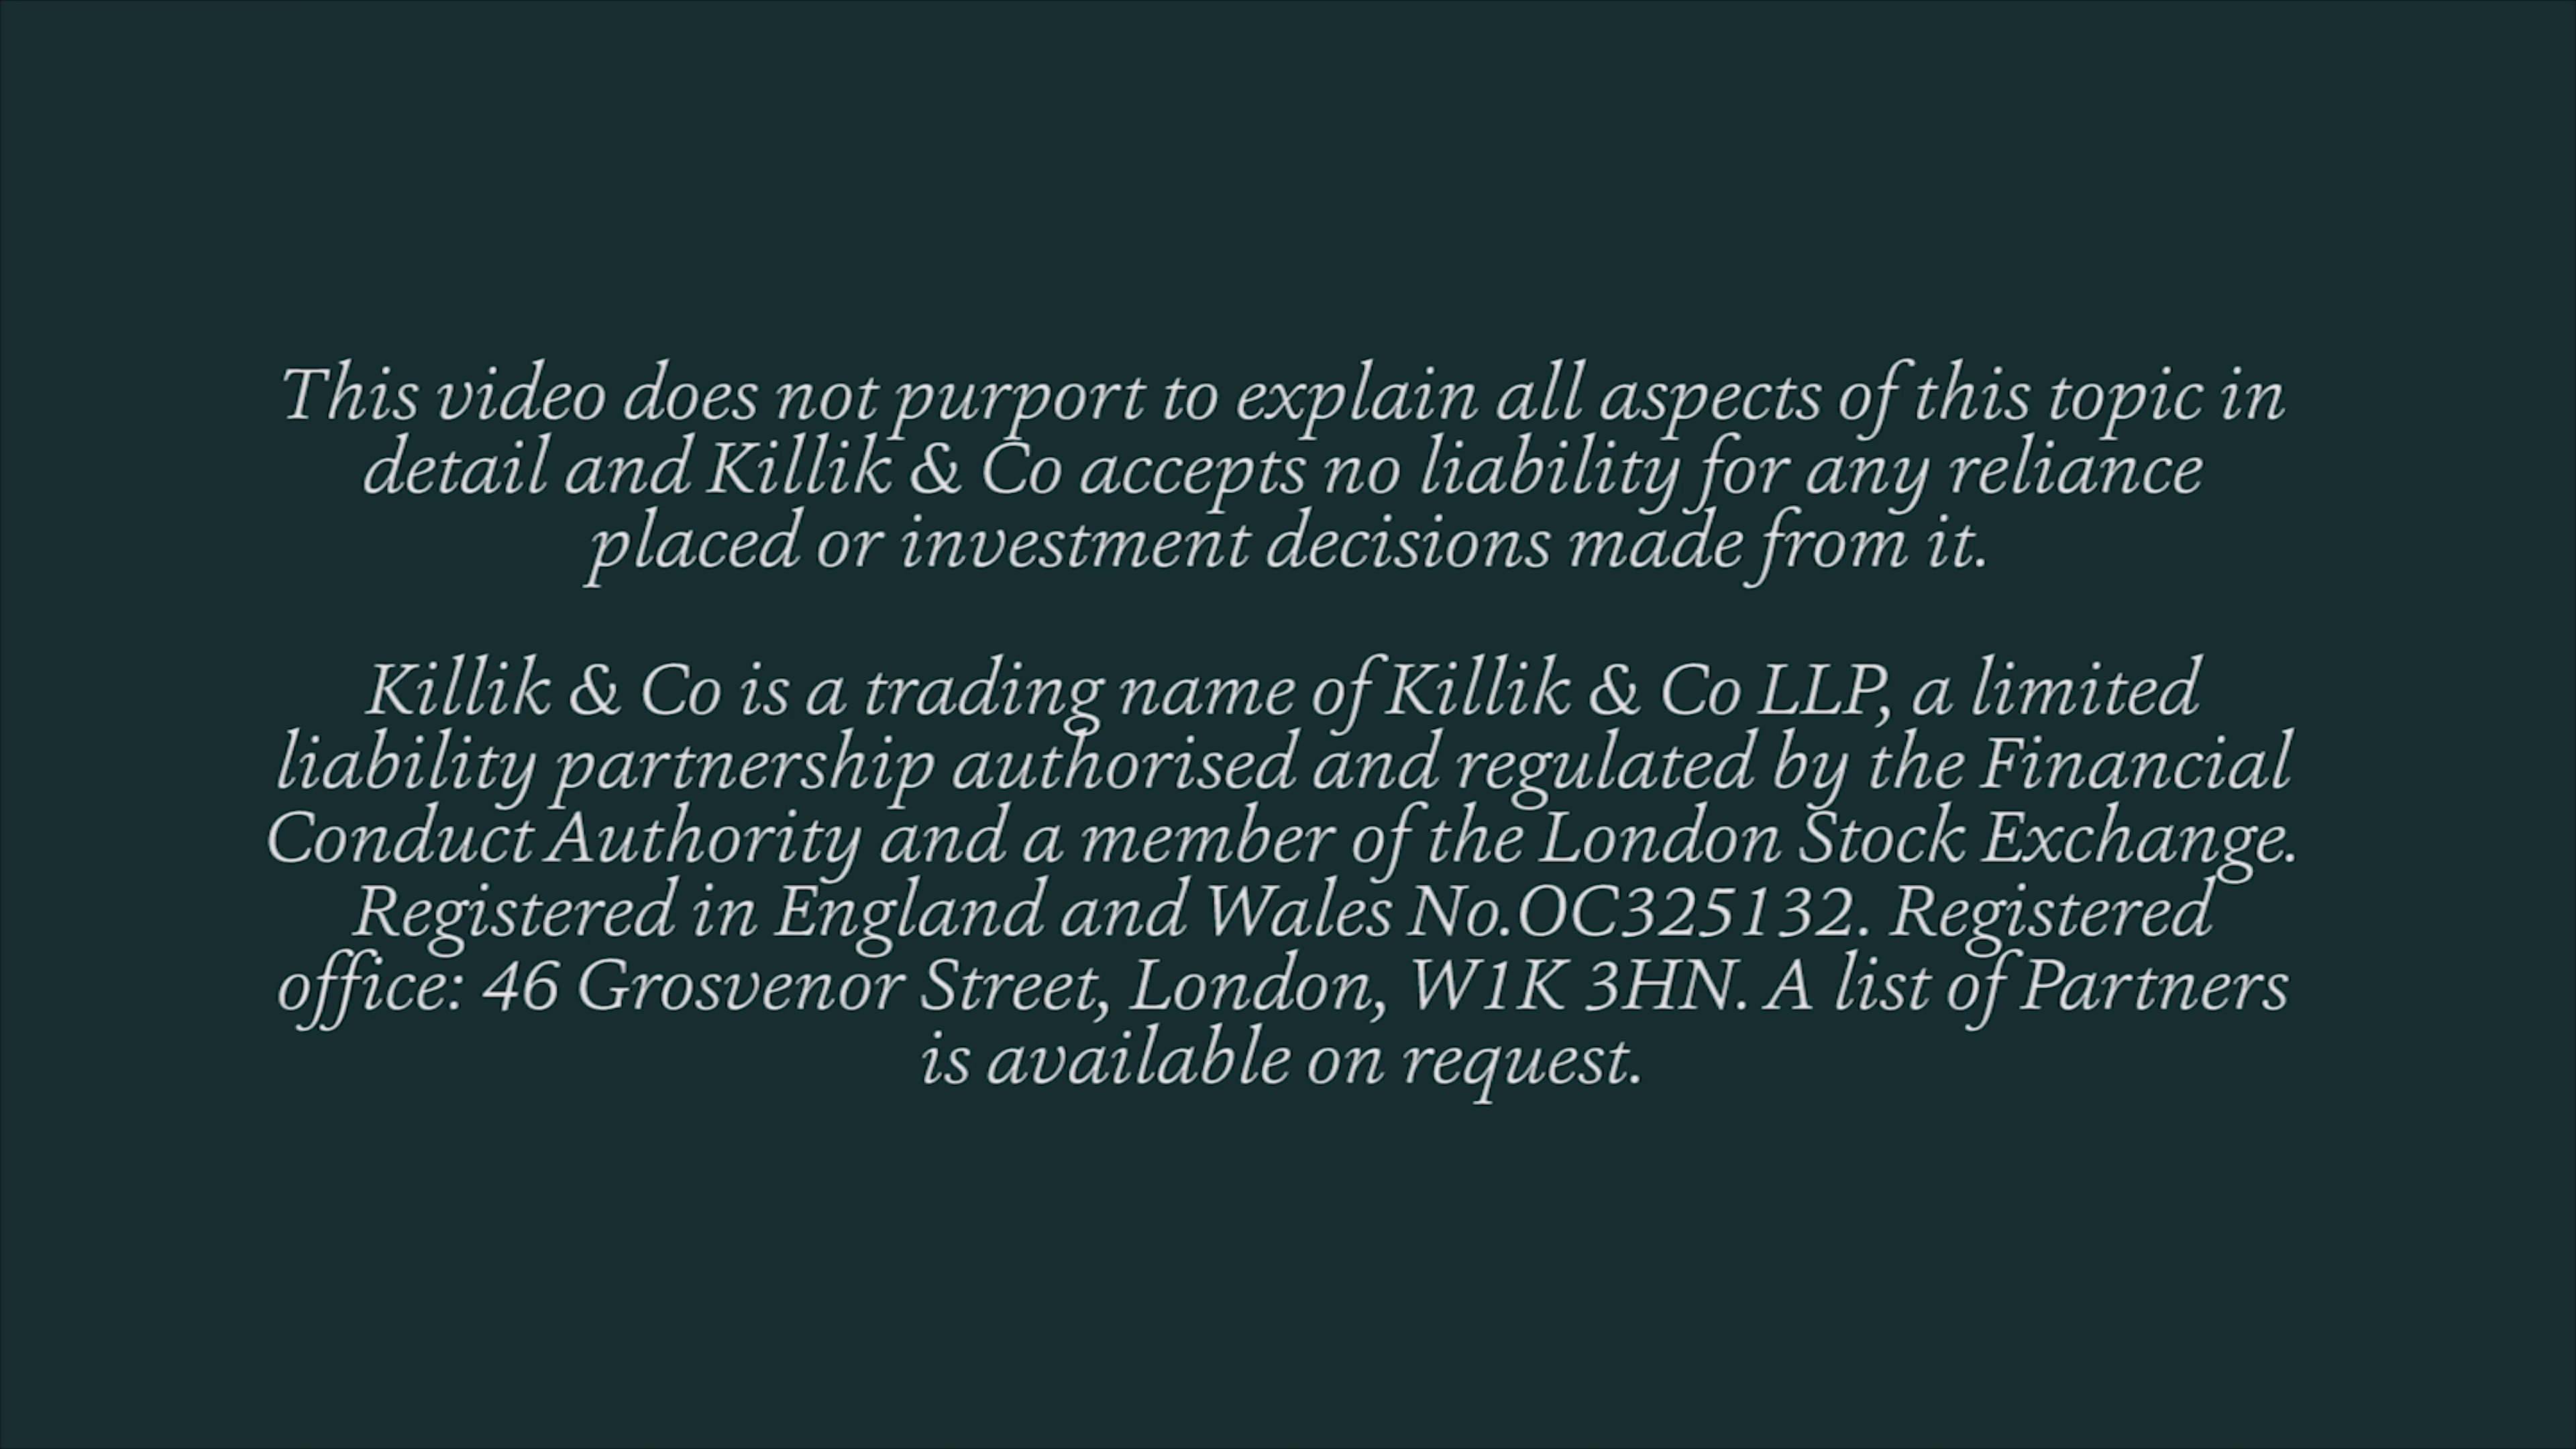 This video does not purport to explain all aspects of this topic in
detail and Killik & Co accepts no liability for any reliance
placed or investment decisions made from it.
Killik & Co is a trading name of Killik & Co LLP, a limited
liability partnership authorised and regulated by the Financial
Conduct Authority and a member of the London Stock Exchange.
Registered in England and Wales No.OC325132. Registered
office: 46 Grosvenor Street, London, W1K 3HN. A list of Partners
is available on request.